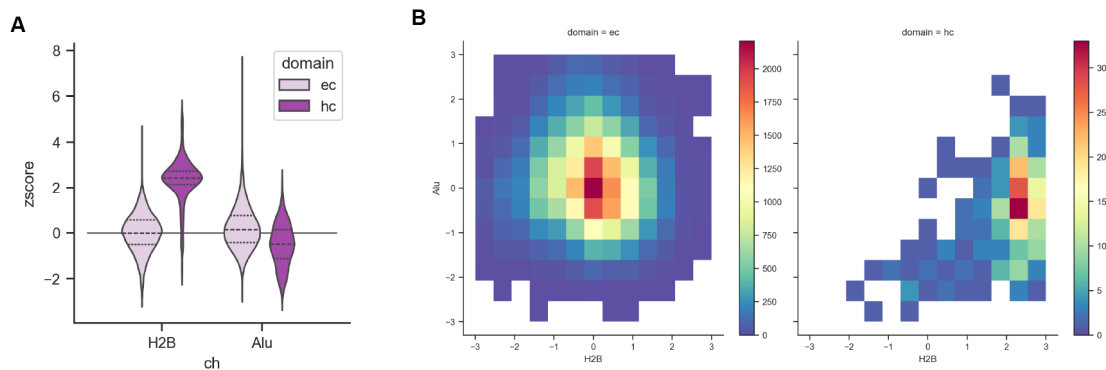 A
8
6
4
2
0
−2
zscore
H2B
Alu
ch
domain
ec
hc
B
domain = ec
3
2
1
0
−1
−2
−3
Alu
−3 −2 −1 0 1 2 3
H2B
2000
1750
1500
1250
1000
750
500
250
0
domain = hc
−3 −2 −1 0 1 2 3
H2B
30
25
20
15
10
5
0